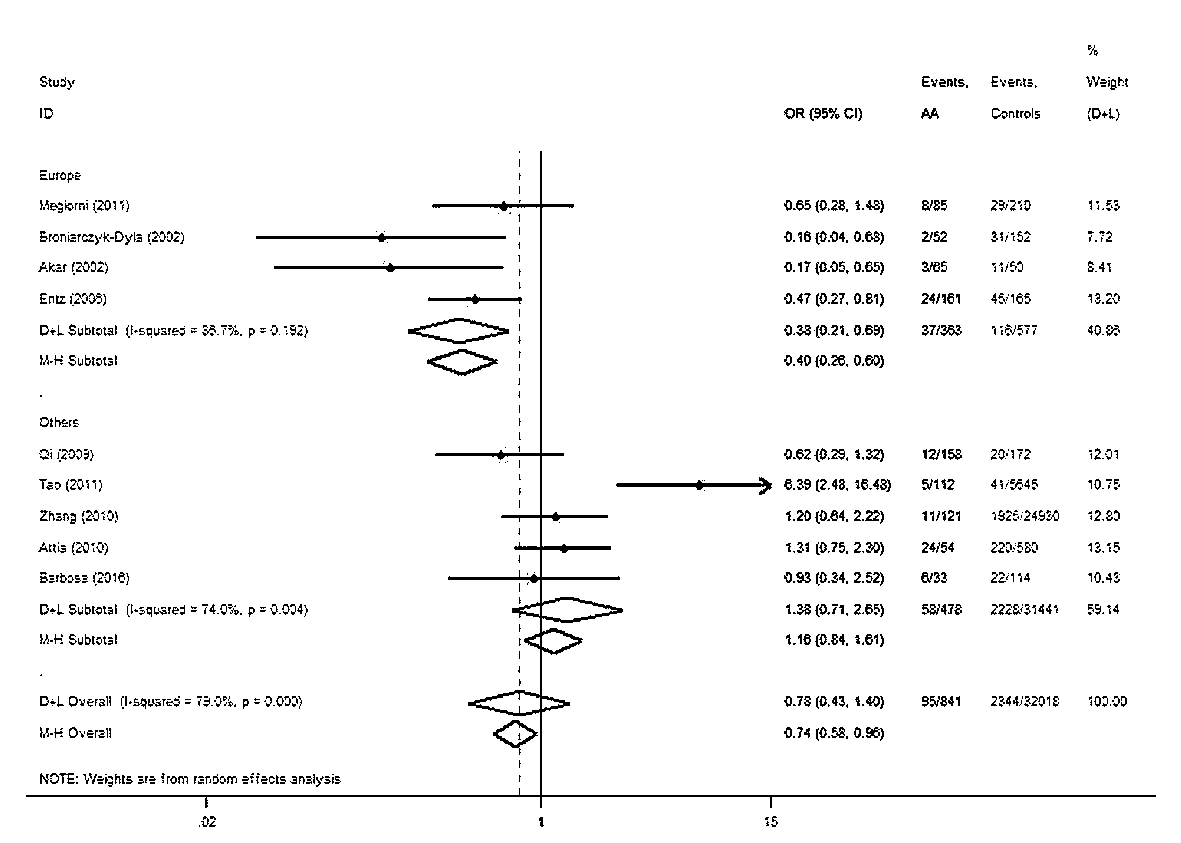 %
Study Events, Events, Weight
ID OR (95% CI) AA Controls (D+L)
Europe
Megiorni (2011) 0.65 (0.28, 1.48) 8/85 29/210 11.53
Broniarczyk-Dyla (2002) 0.16 (0.04, 0.68) 2/52 31/152 7.72
Akar (2002) 0.17 (0.05, 0.65) 3/65 11/50 8.41
Entz (2006) 0.47 (0.27, 0.81) 24/161 45/165 13.20
D+L Subtotal (I-squared = 36.7%, p = 0.192) 0.38 (0.21, 0.69) 37/363 116/577 40.86
M-H Subtotal 0.40 (0.26, 0.60)
.
Others
Qi (2009) 0.62 (0.29, 1.32) 12/158 20/172 12.01
Tao (2011) 6.39 (2.48, 16.48) 5/112 41/5645 10.75
Zhang (2010) 1.20 (0.64, 2.22) 11/121 1925/24930 12.80
Attia (2010) 1.31 (0.75, 2.30) 24/54 220/580 13.15
Barbosa (2016) 0.93 (0.34, 2.52) 6/33 22/114 10.43
D+L Subtotal (I-squared = 74.0%, p = 0.004) 1.38 (0.71, 2.65) 58/478 2228/31441 59.14
M-H Subtotal 1.16 (0.84, 1.61)
.
D+L Overall (I-squared = 79.0%, p = 0.000) 0.78 (0.43, 1.40) 95/841 2344/32018 100.00
M-H Overall 0.74 (0.58, 0.96)
NOTE: Weights are from random effects analysis
.02 1 15